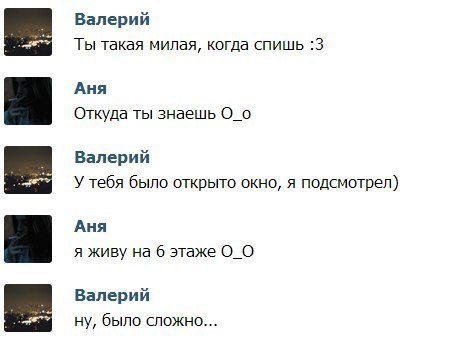 Валерий
Ты такая милая, когда спишь :3
Аня
Откуда ты знаешь О_о
Валерий
У тебя было открыто окно, я подсмотрел)
Аня
я живу на 6 этаже О_О
Валерий
ну, было сложно...